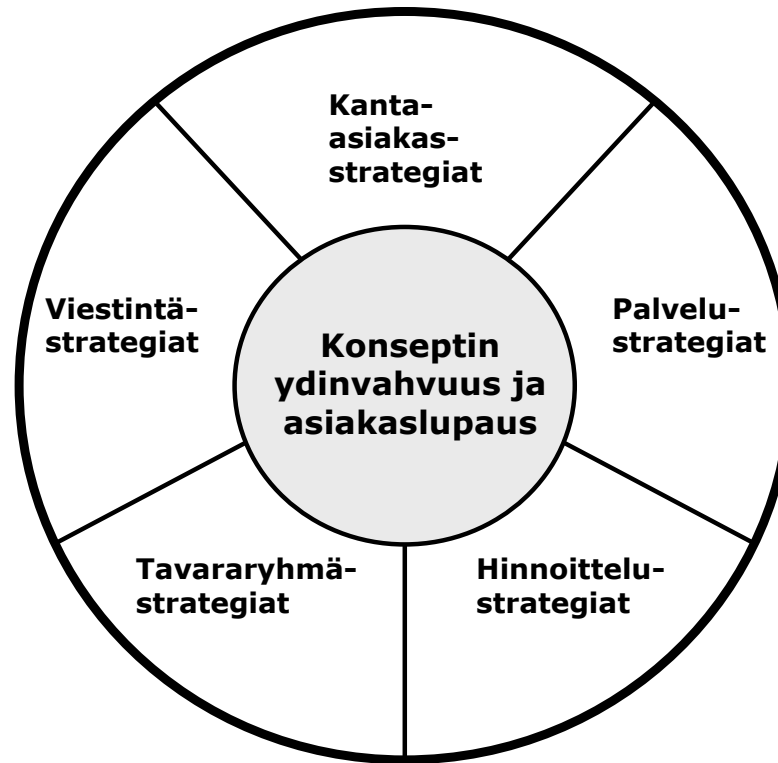 Kanta-
asiakas-
strategiat
Viestintä-
strategiat
Palvelu-
strategiat
Konseptin
ydinvahvuus ja
asiakaslupaus
Tavararyhmä-
strategiat
Hinnoittelu-
strategiat